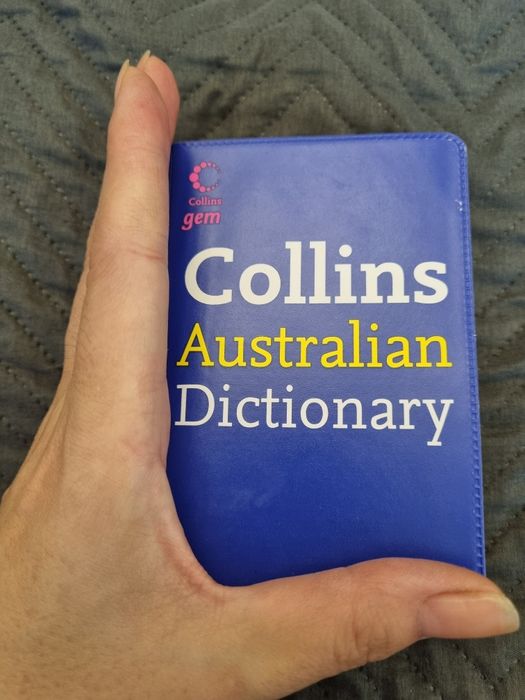 Collins
gem
Collins
Australian
Dictionary